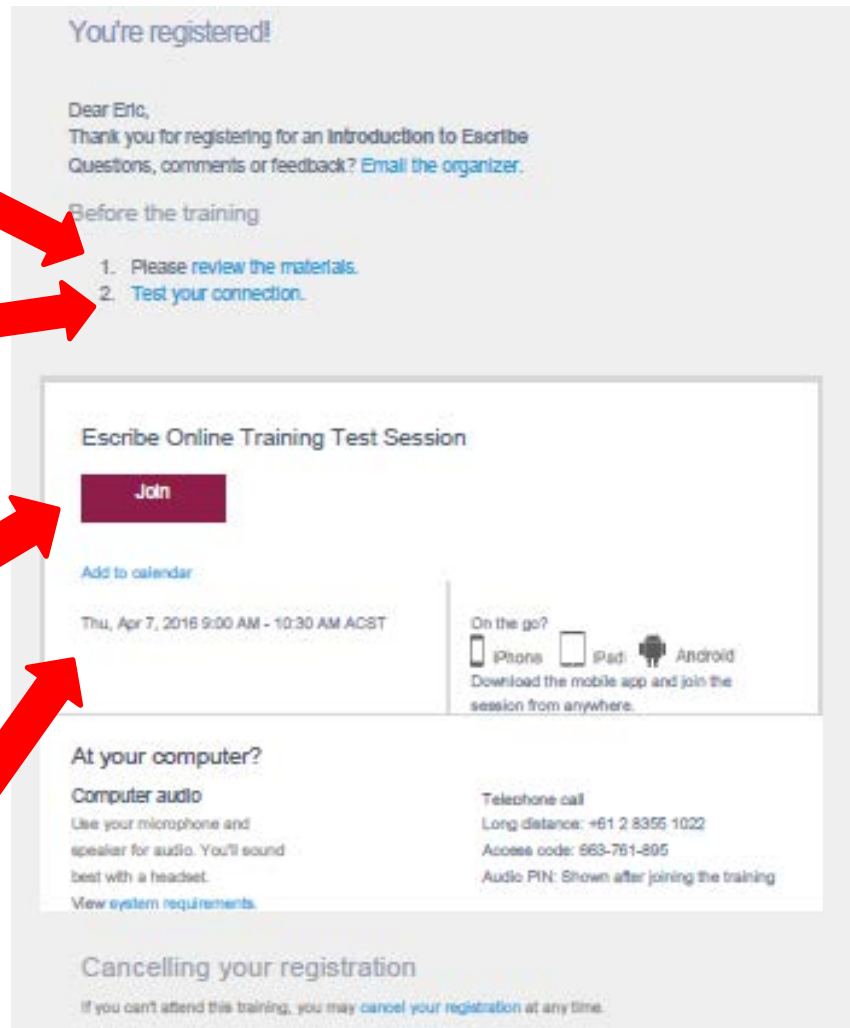 You're registered!
Dear Eric,
Thank you for registering for an Introduction to Escribe
Questions, comments or feedback? Email the organizer.
Before the training
1. Please review the materials.
2. Test your connection.
Escribe Online Training Test Session
Join
Add to calendar
Thu, Apr 7, 2016 9:00 AM - 10:30 AM ACST
On the go?
iPhone iPad Android
Download the mobile app and join the
session from anywhere.
At your computer?
Computer audio
Use your microphone and
speaker for audio. You'll sound
best with a headset.
View system requirements.
Telephone call
Long distance: +61 2 8355 1022
Access code: 663-761-895
Audio PIN: Shown after joining the training
Cancelling your registration
If you can't attend this training, you may cancel your registration at any time.